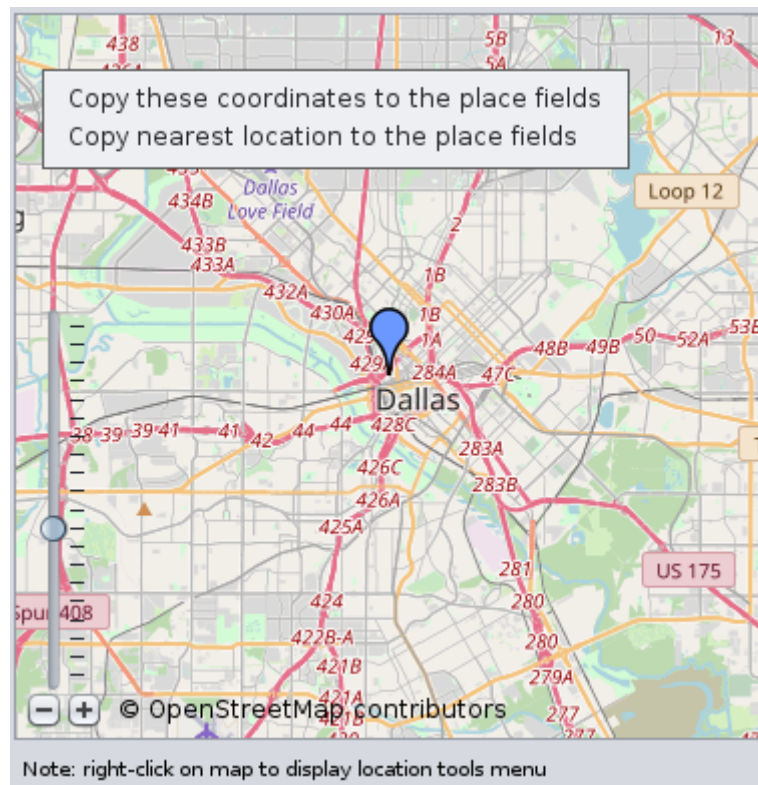 438
5B
13
5A
Copy these coordinates to the place fields
Copy nearest location to the place fields
Dallas
Love Field
Loop 12
434B
2
433B
433A
1B
432A
430A
1B
1A
53B
50
52A
48B
49B
284A
47C
Dallas
38
39
39
41
41
42
44
44
428C
283A
426C
283B
426A
425A
281
US 175
424
280
Spur 408
422B-A
280
421B
279A
421A
277
© OpenStreetMap contributors
Note: right-click on map to display location tools menu